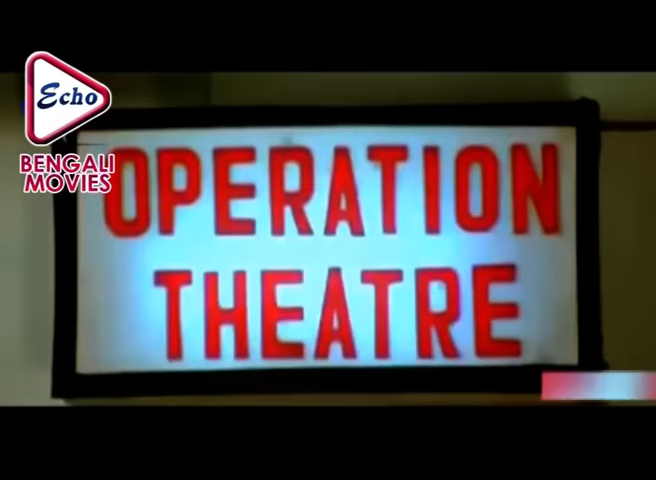 Echo
BENGALI
MOVIES
OPERATION
THEATRE